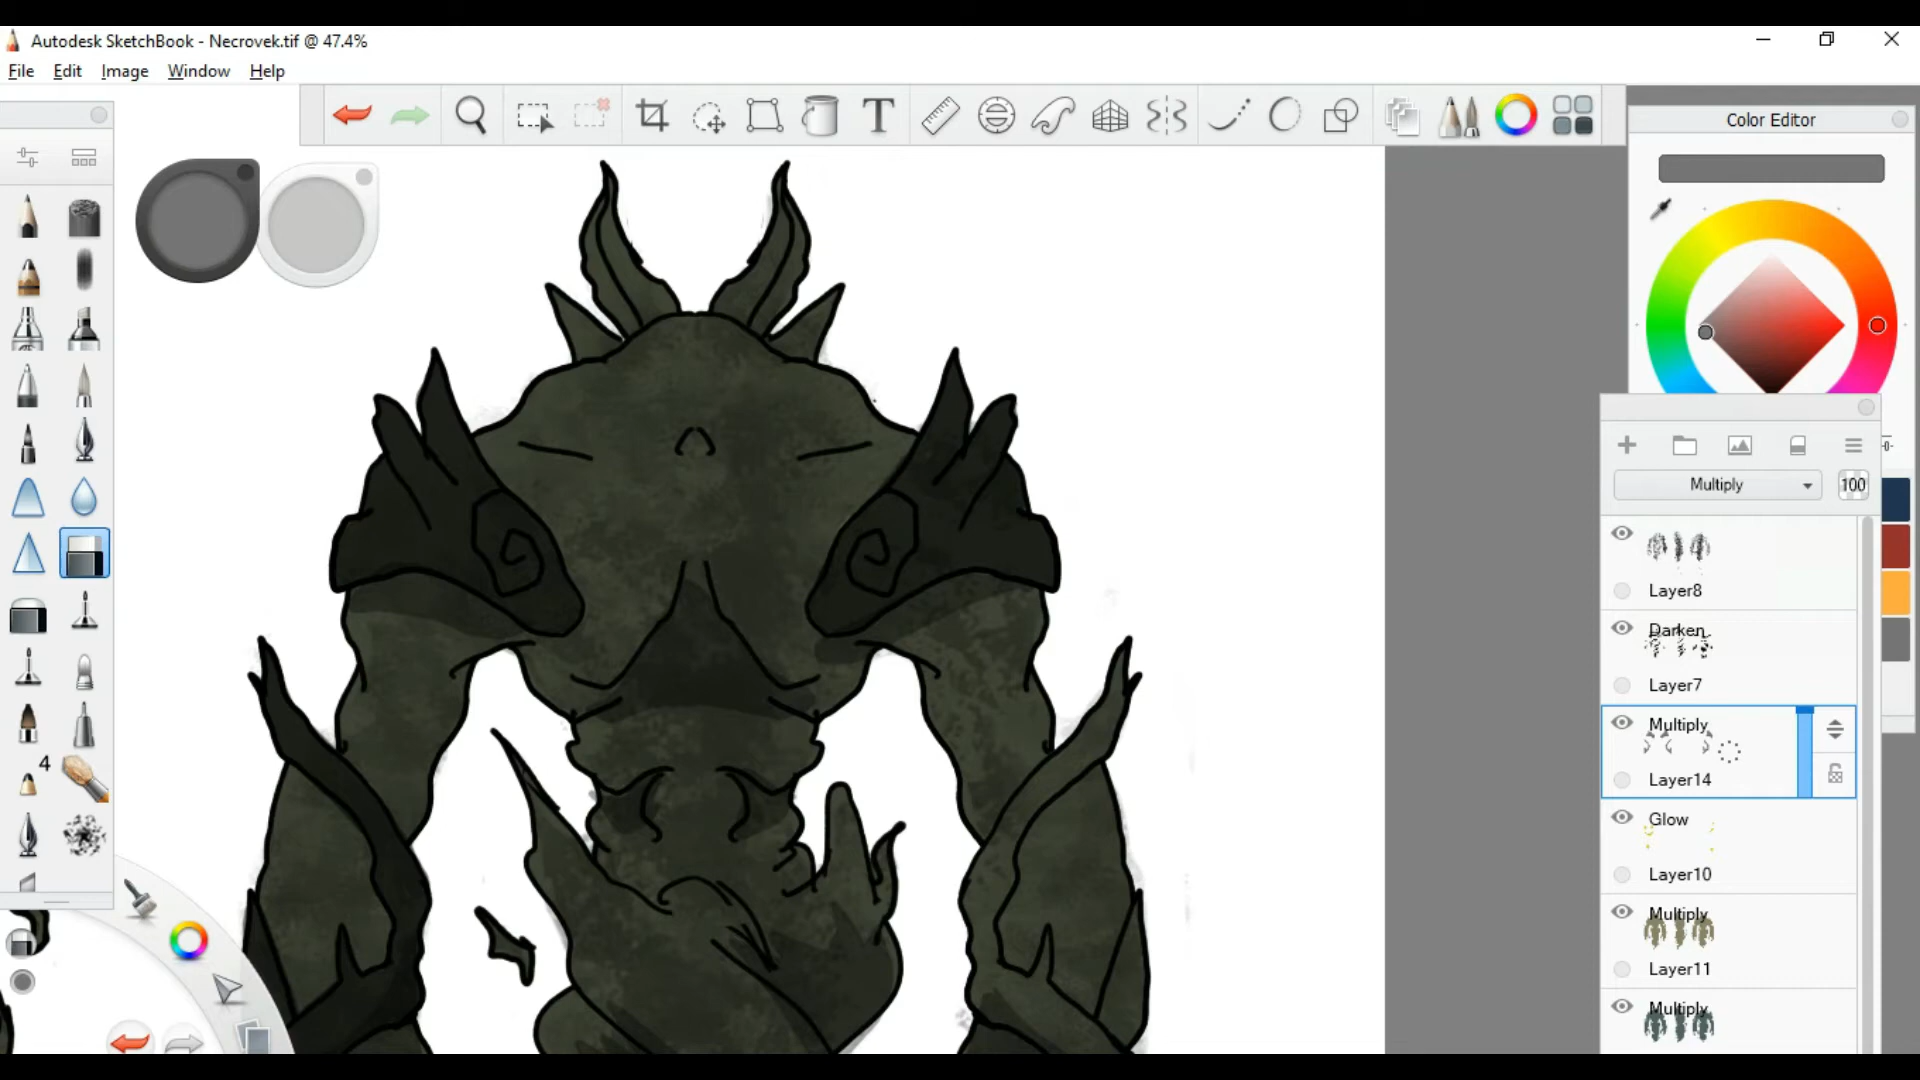 Autodesk SketchBook - Necrovek.tif @ 47.4%
File Edit Image Window Help
T
Color Editor
Multiply 100
Layer8
Darken
Layer7
Multiply
Layer14
Glow
Layer10
Multiply
Layer11
Multiply
4